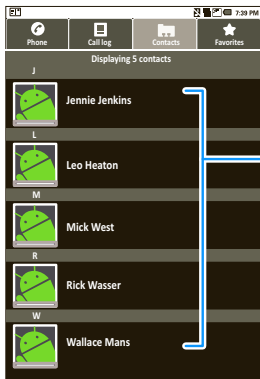 7:39 PM
Phone Call log Contacts Favorites
Displaying 5 contacts
J
Jennie Jenkins
L
Leo Heaton
M
Mick West
R
Rick Wasser
W
Wallace Mans